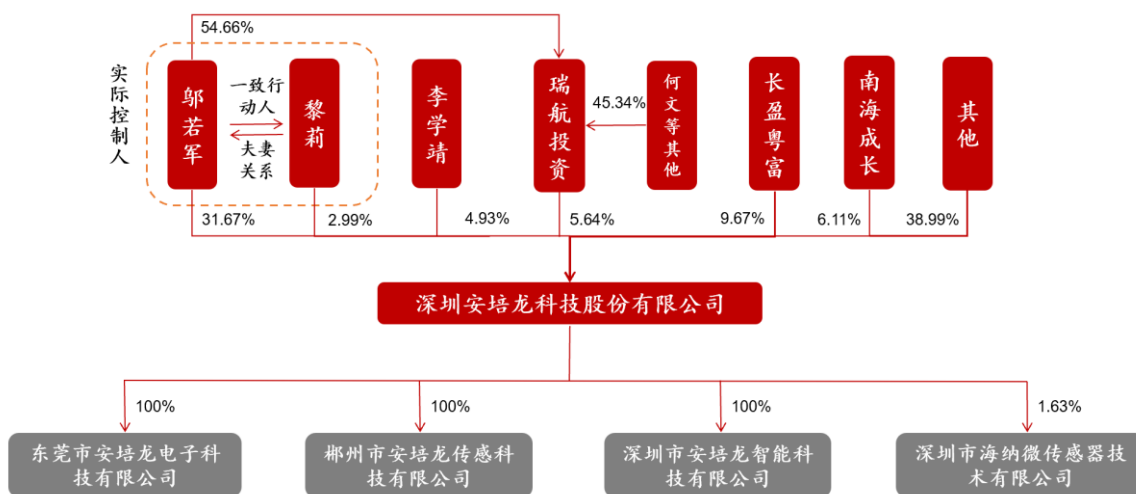 54.66%
实际控制人
邬若军
一致行
动人
夫妻
关系
黎莉
李学靖
瑞航投资
45.34%
何文等其他
长盈粤富
南海成长
其他
31.67%
2.99%
4.93%
5.64%
9.67%
6.11%
38.99%
深圳安培龙科技股份有限公司
100%
100%
100%
1.63%
东莞市安培龙电子科
技有限公司
郴州市安培龙传感科
技有限公司
深圳市安培龙智能科
技有限公司
深圳市海纳微传感器技
术有限公司